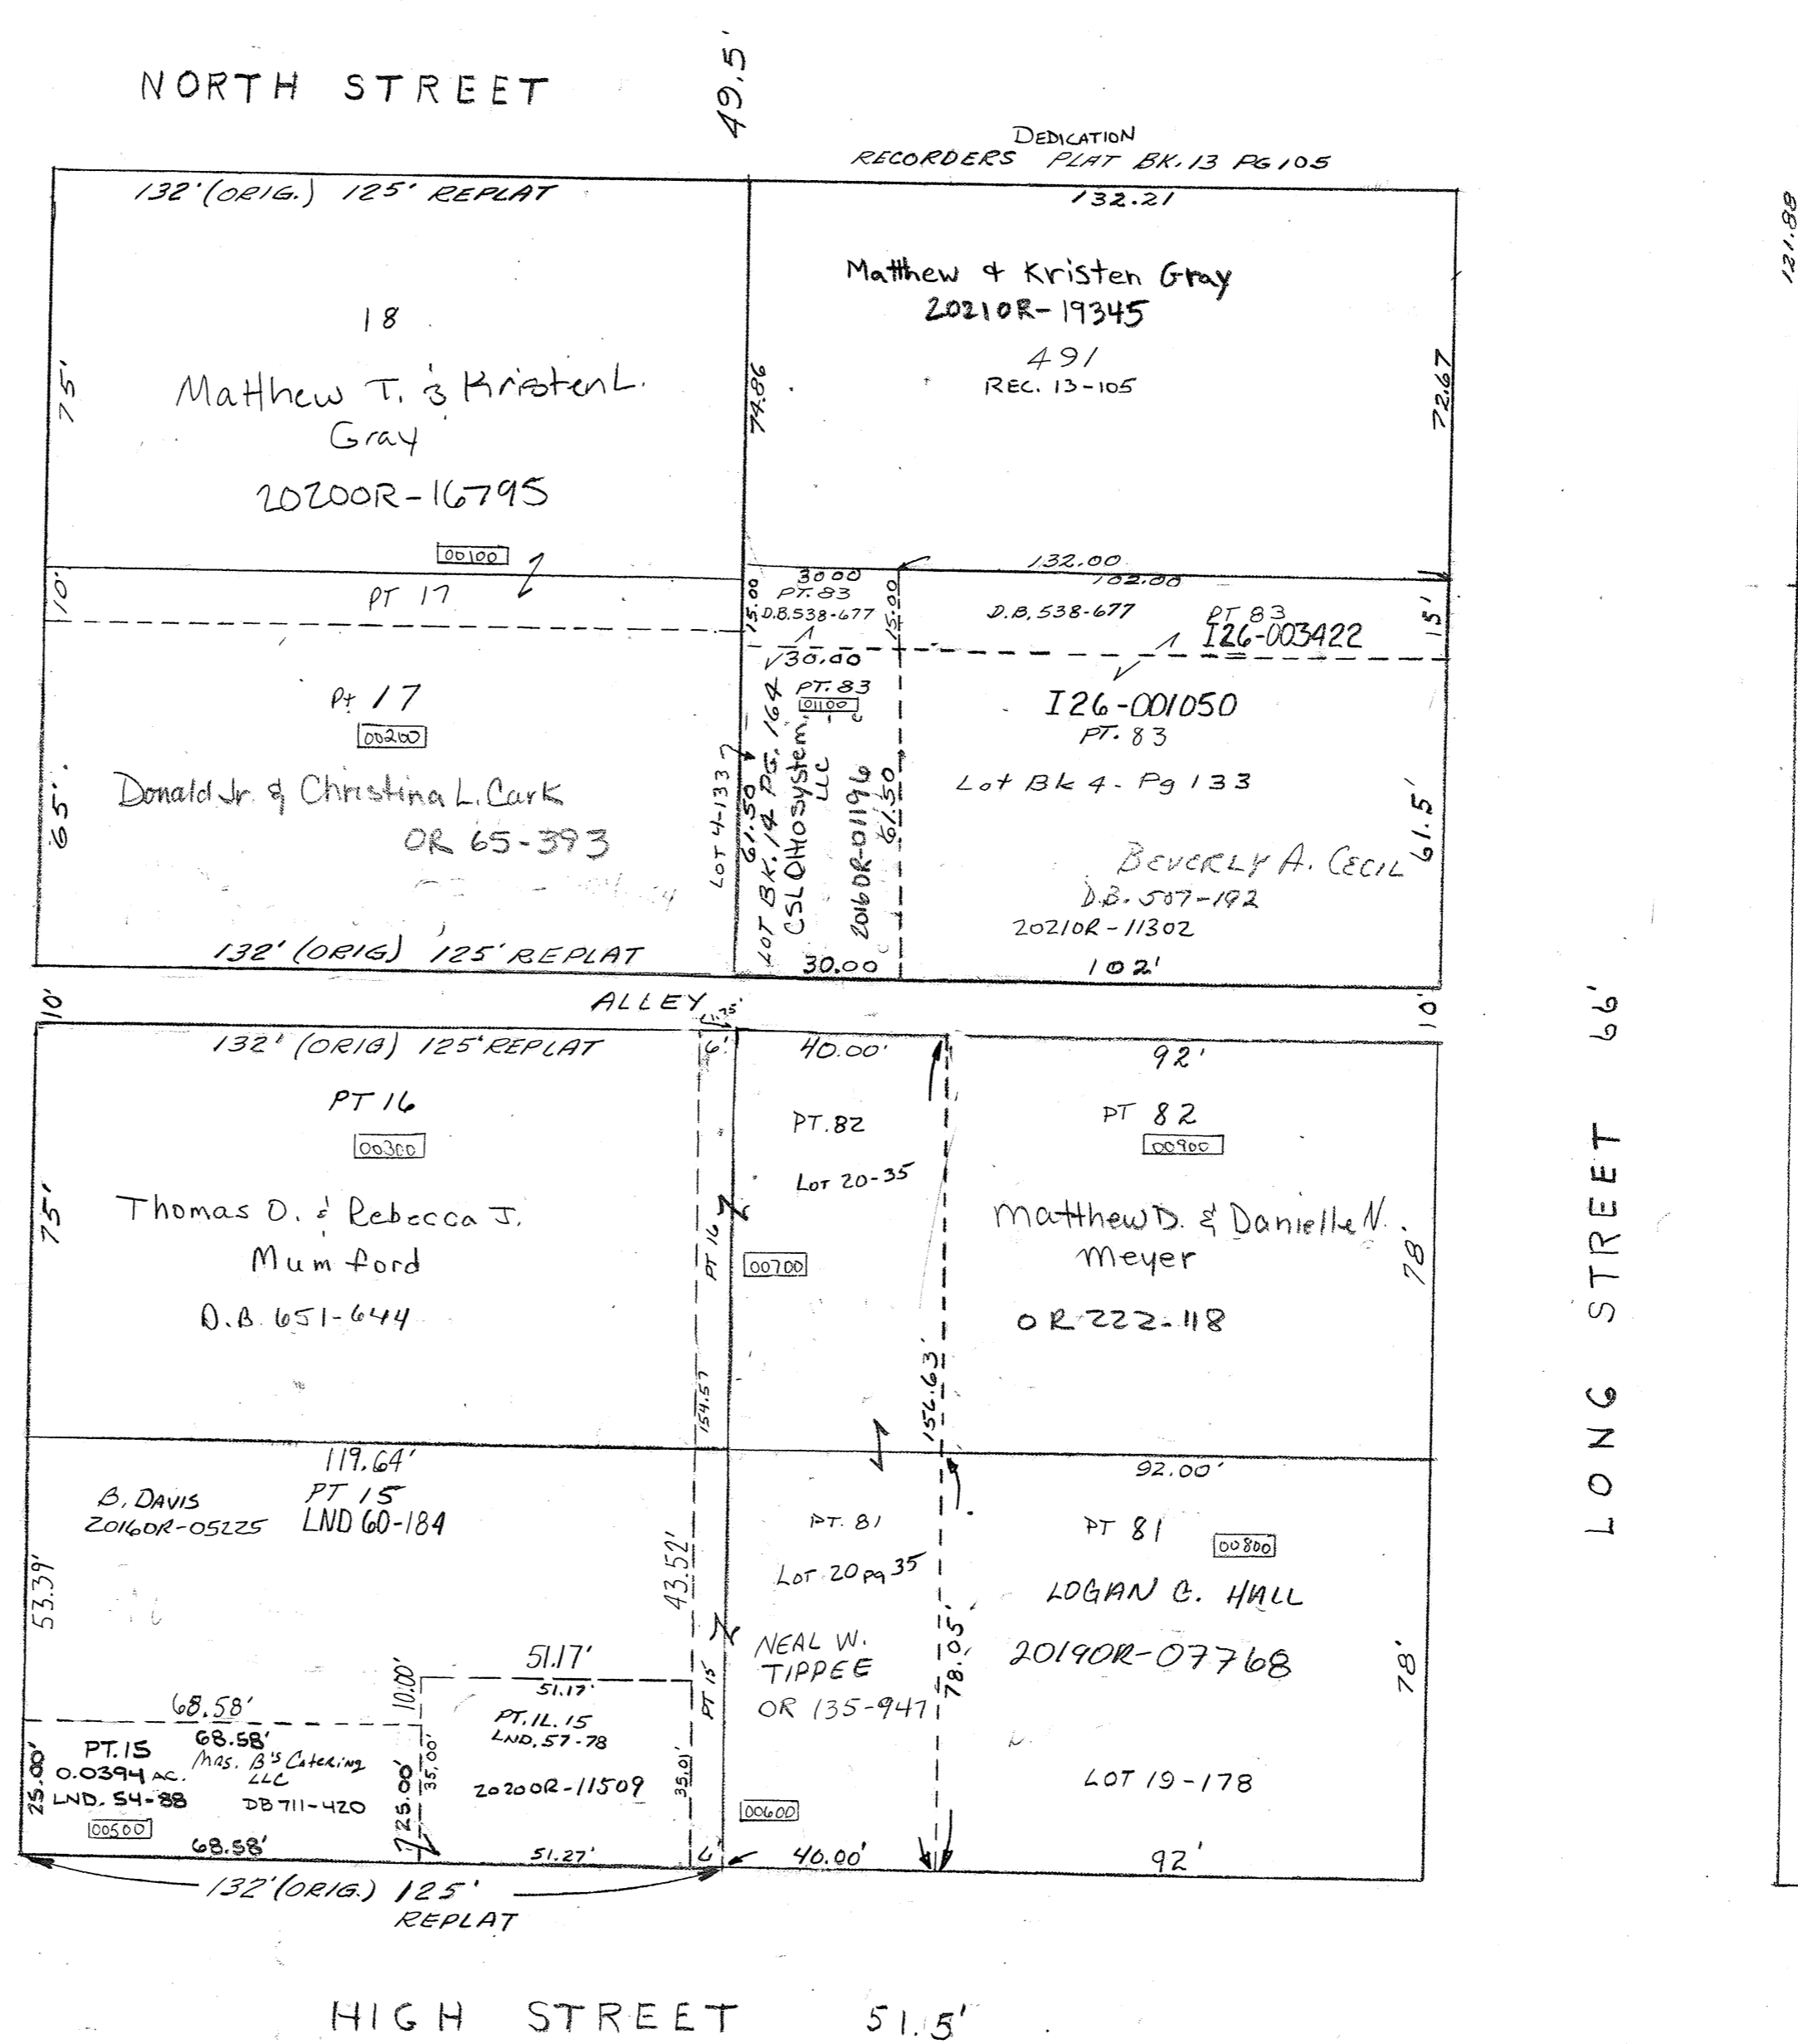 NORTH STREET
49.5'
DEDICATION
RECORDERS PLAT BK. 13 PG 105
132' (ORIG.) 125' REPLAT
132.21
121.88
18
Matthew T. & Kristen L.
Gray
20200R-16795
75'
00100
Matthew & Kristen Gray
20210R-19345
491
REC. 13-105
74.86
72.67
132.00
10'
PT 17
30.00
PT. 83
D.B. 538-677
15.00
15.00
102.00
D.B. 538-677
PT 83
I26-003422
15'
Pt 17
00200
Donald Jr. & Christina L. Cark
OR 65-393
65'
132' (ORIG) 125' REPLAT
LOT 4-133
61.50
30.00
PT. 83
01100
LOT BK. 14 PG. 164
CSLOHIOSystem,
LLC
20160R-01196
61.50
30.00
I26-001050
PT. 83
Lot Bk 4 - Pg 133
BEVERLY A. CECIL
D.B. 507-192
20210R-11302
61.5'
102'
10'
ALLEY
10'
132' (ORIG) 125' REPLAT
6'
40.00'
92'
PT 16
00300
Thomas O. & Rebecca J.
Mumford
D.B. 651-644
75'
PT 16
154.57
PT. 82
Lot 20-35
00700
156.63'
PT 82
00900
Matthew D. & Danielle N.
Meyer
OR 222-118
78'
LONG STREET 66'
119.64'
B. DAVIS
20160R-05225
PT 15
LND 60-184
53.39'
43.52'
PT 15
PT. 81
Lot 20 pg 35
NEAL W.
TIPPEE
OR 135-947
00600
40.00'
78.05'
92.00'
PT 81
00800
LOGAN C. HALL
20190R-07768
LOT 19-178
78'
92'
68.58'
68.58'
PT. 15
0.0394 AC.
LND. 54-88
Mrs. B's Catering
LLC
DB 711-420
00500
25.00'
68.58'
10.00'
25.00'
35.00'
51.17'
51.17'
PT. IL. 15
LND. 57-78
20200R-11509
35.01'
51.27'
132' (ORIG.) 125'
REPLAT
HIGH STREET 51.5'